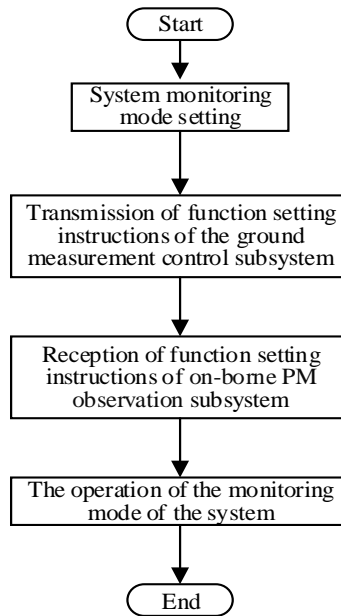 Start
System monitoring
mode setting
Transmission of function setting
instructions of the ground
measurement control subsystem
Reception of function setting
instructions of on-borne PM
observation subsystem
The operation of the monitoring
mode of the system
End